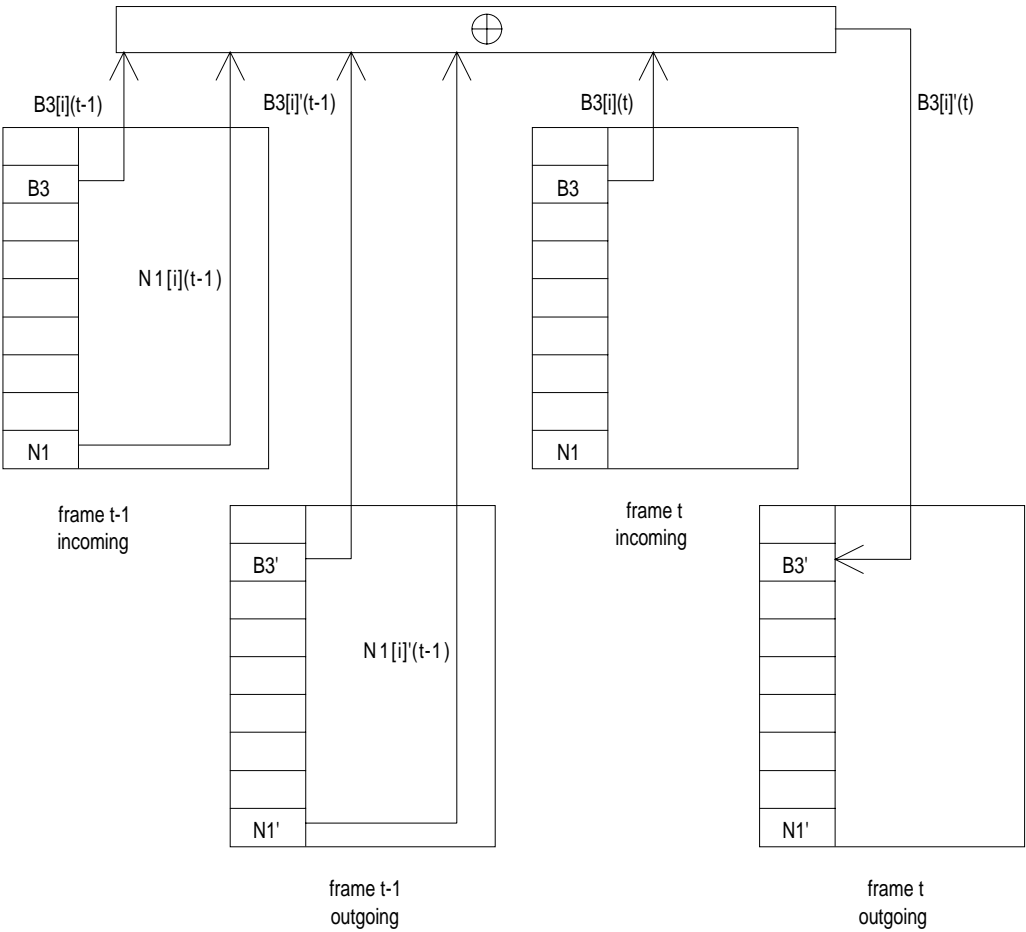 B3[i](t-1)
B3[i]'(t-1)
B3[i](t)
B3[i]'(t)
B3
B3
N1[i](t-1)
N1
N1
frame t-1
incoming
frame t
incoming
B3'
B3'
N1[i]'(t-1)
N1'
N1'
frame t-1
outgoing
frame t
outgoing